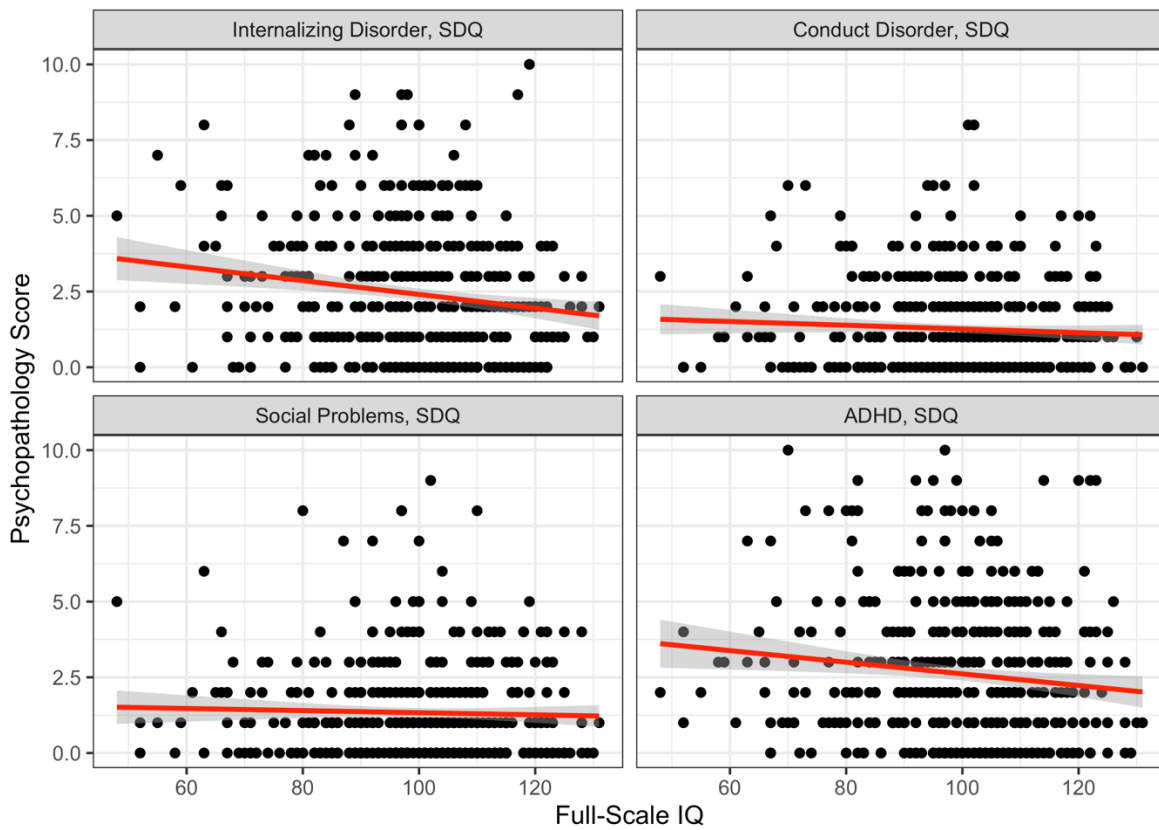 Internalizing Disorder, SDQ
Conduct Disorder, SDQ
10.0
7.5
5.0
2.5
0.0
Social Problems, SDQ
ADHD, SDQ
10.0
7.5
5.0
2.5
0.0
60 80 100 120 60 80 100 120
Psychopathology Score
Full-Scale IQ